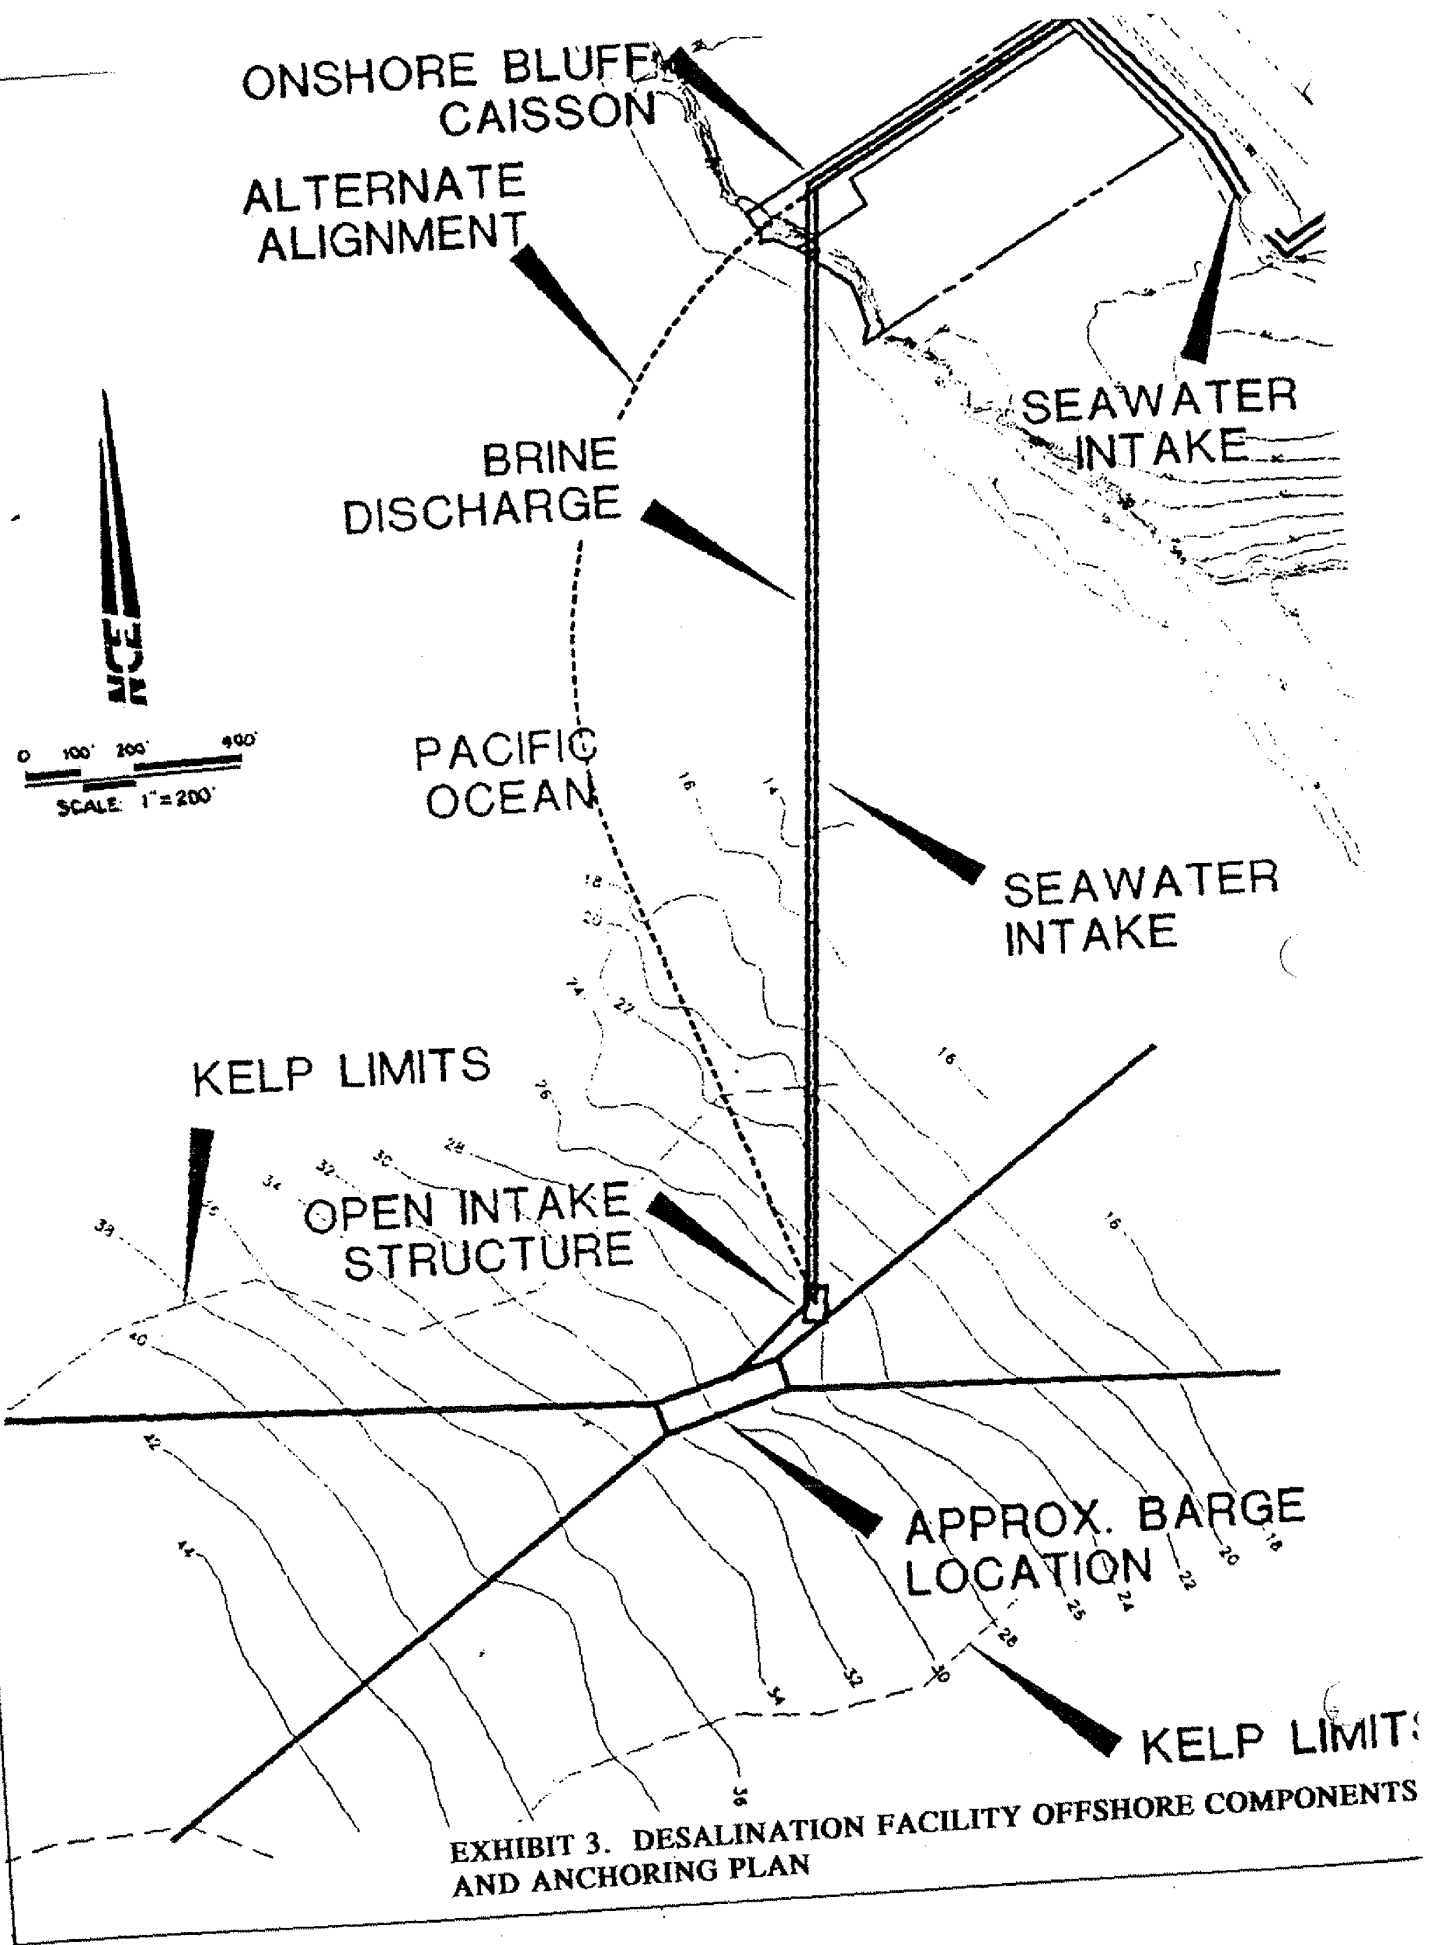 ONSHORE BLUFF
CAISSON
ALTERNATE
ALIGNMENT
SEAWATER
INTAKE
BRINE
DISCHARGE
NCE
0 100' 200' 400'
SCALE: 1"=200'
PACIFIC
OCEAN
16
14
18
20
SEAWATER
INTAKE
24
22
KELP LIMITS
16
26
28
30
32
34
OPEN INTAKE
STRUCTURE
38
16
40
42
APPROX. BARGE
LOCATION
44
18
20
22
24
28
30
32
34
KELP LIMITS
36
EXHIBIT 3. DESALINATION FACILITY OFFSHORE COMPONENTS
AND ANCHORING PLAN